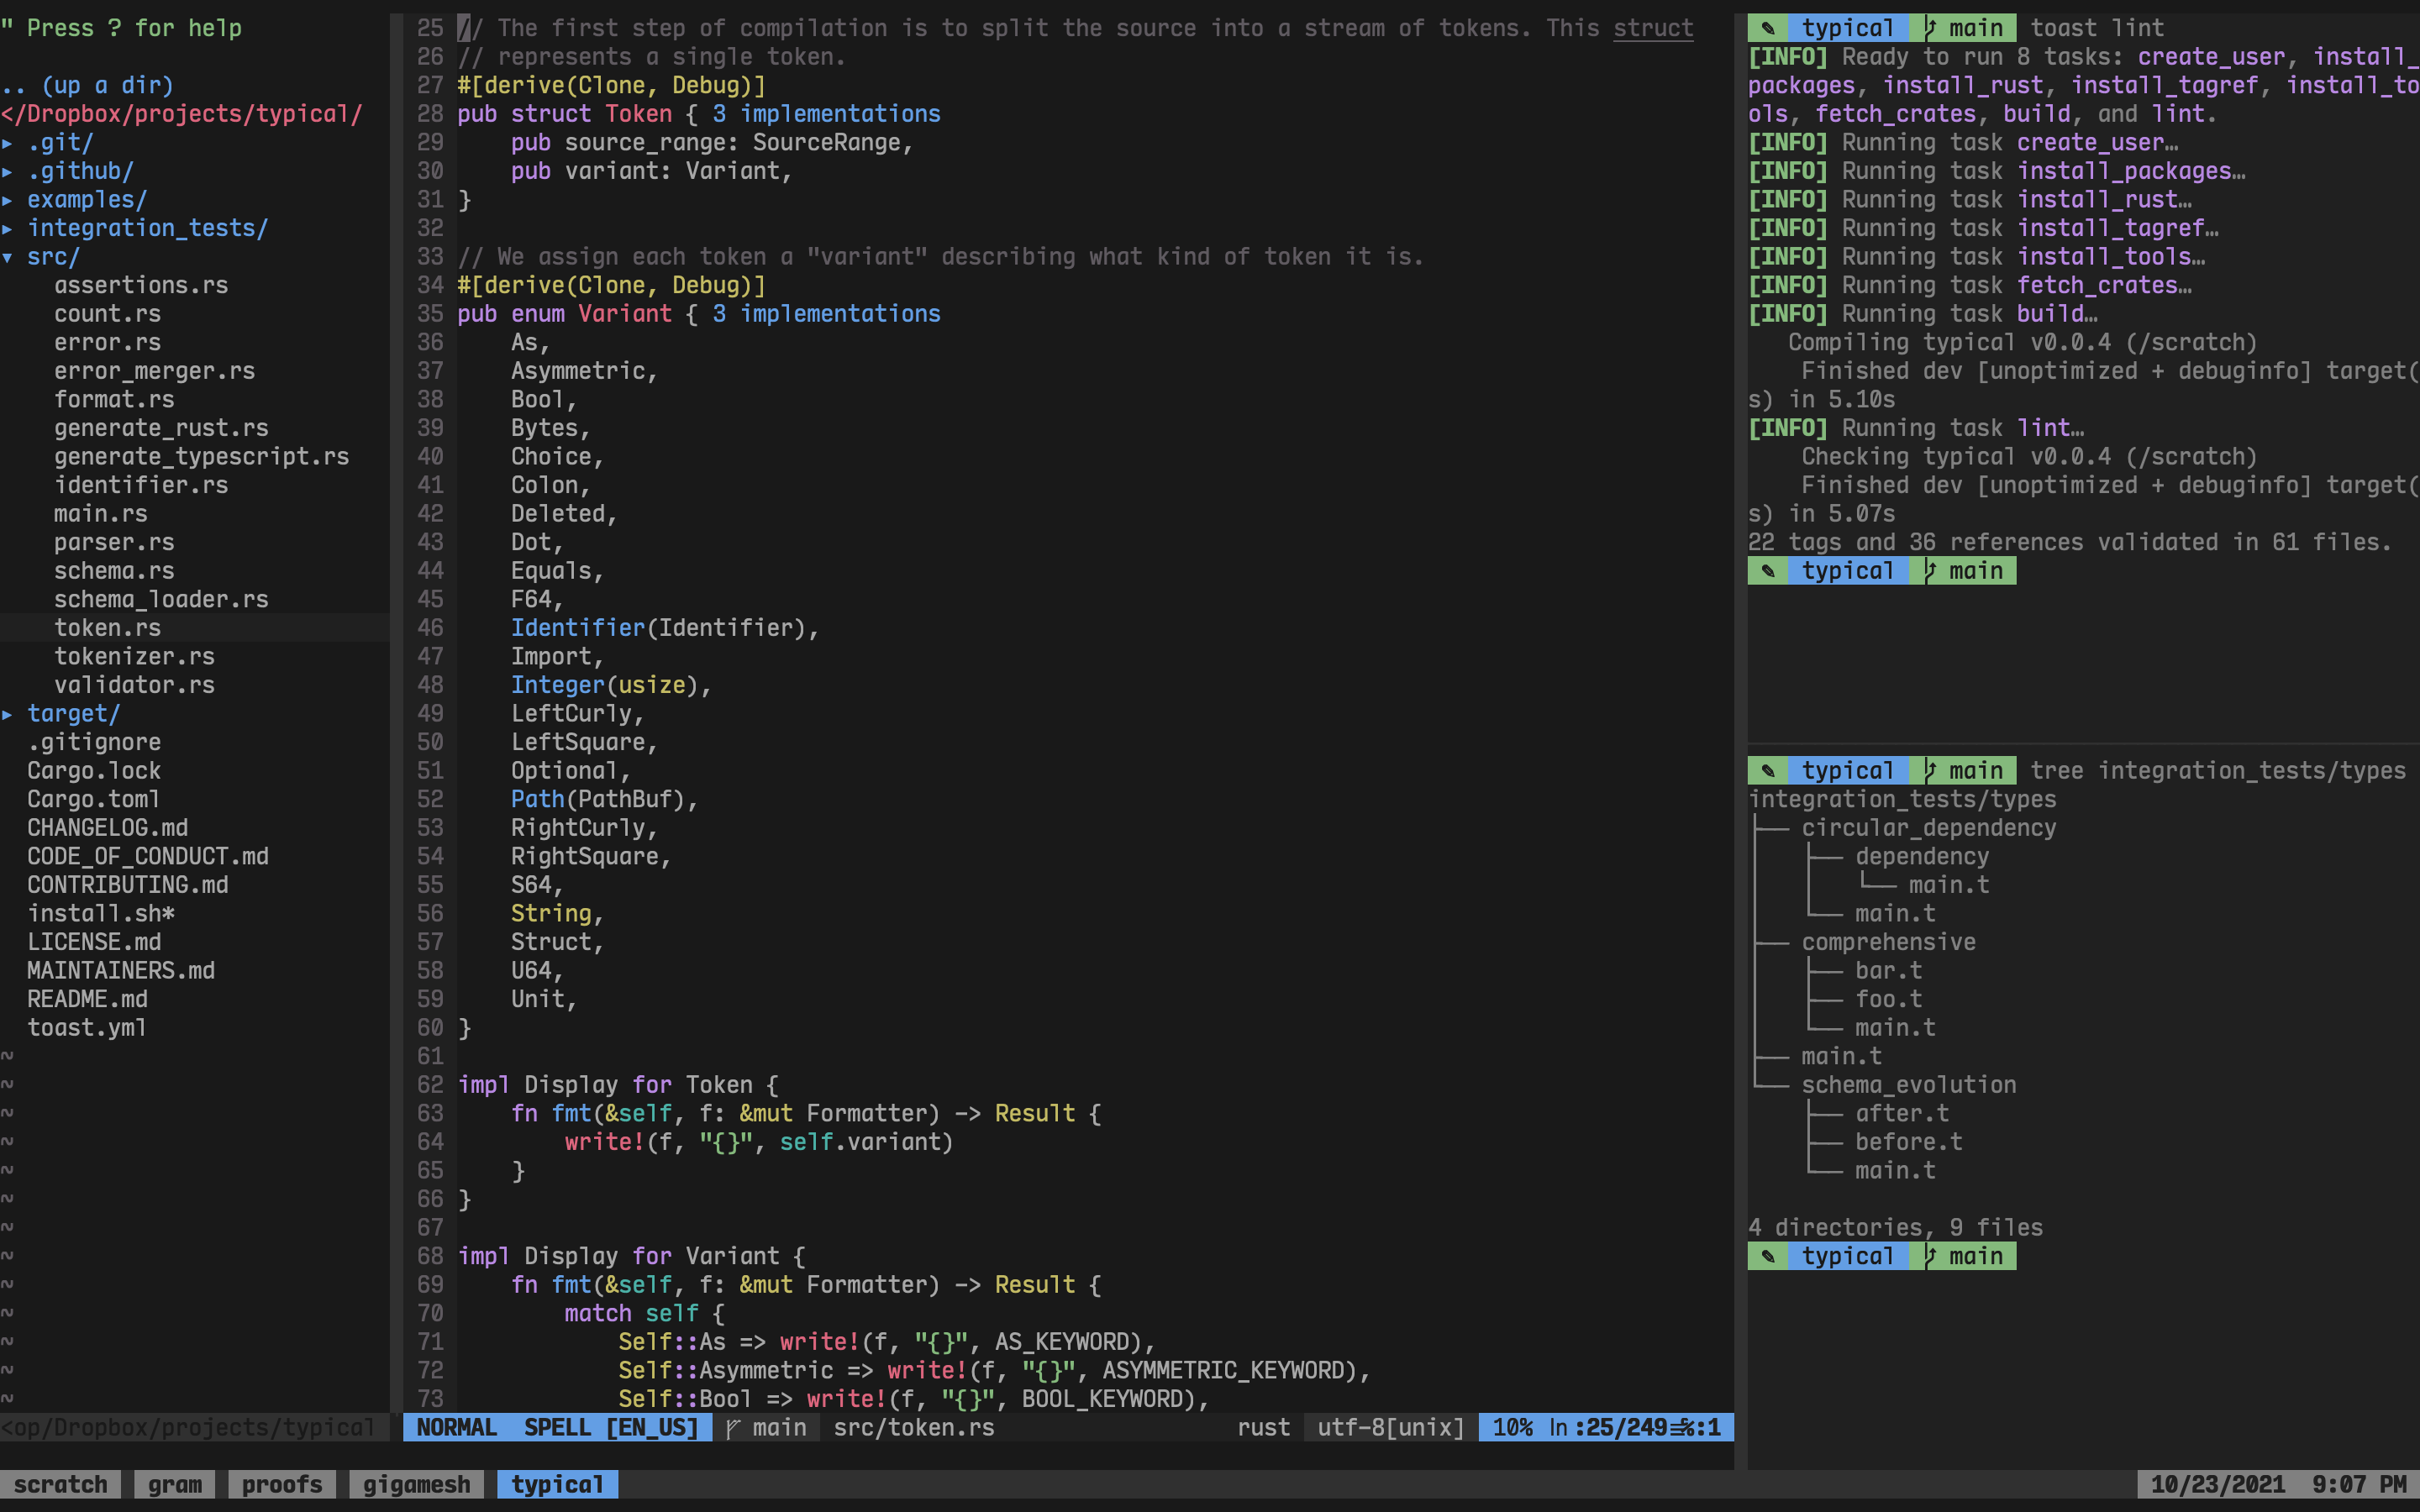 " Press ? for help
.. (up a dir)
</Dropbox/projects/typical/
▸ .git/
▸ .github/
▸ examples/
▸ integration_tests/
▾ src/
assertions.rs
count.rs
error.rs
error_merger.rs
format.rs
generate_rust.rs
generate_typescript.rs
identifier.rs
main.rs
parser.rs
schema.rs
schema_loader.rs
token.rs
tokenizer.rs
validator.rs
▸ target/
.gitignore
Cargo.lock
Cargo.toml
CHANGELOG.md
CODE_OF_CONDUCT.md
CONTRIBUTING.md
install.sh*
LICENSE.md
MAINTAINERS.md
README.md
toast.yml
~
~
~
~
~
~
~
~
~
~
~
~
~
<op/Dropbox/projects/typical
25 // The first step of compilation is to split the source into a stream of tokens. This struct
26 // represents a single token.
27 #[derive(Clone, Debug)]
28 pub struct Token { 3 implementations
29     pub source_range: SourceRange,
30     pub variant: Variant,
31 }
32
33 // We assign each token a "variant" describing what kind of token it is.
34 #[derive(Clone, Debug)]
35 pub enum Variant { 3 implementations
36     As,
37     Asymmetric,
38     Bool,
39     Bytes,
40     Choice,
41     Colon,
42     Deleted,
43     Dot,
44     Equals,
45     F64,
46     Identifier(Identifier),
47     Import,
48     Integer(usize),
49     LeftCurly,
50     LeftSquare,
51     Optional,
52     Path(PathBuf),
53     RightCurly,
54     RightSquare,
55     S64,
56     String,
57     Struct,
58     U64,
59     Unit,
60 }
61
62 impl Display for Token {
63     fn fmt(&self, f: &mut Formatter) -> Result {
64         write!(f, "{}", self.variant)
65     }
66 }
67
68 impl Display for Variant {
69     fn fmt(&self, f: &mut Formatter) -> Result {
70         match self {
71             Self::As => write!(f, "{}", AS_KEYWORD),
72             Self::Asymmetric => write!(f, "{}", ASYMMETRIC_KEYWORD),
73             Self::Bool => write!(f, "{}", BOOL_KEYWORD),
NORMAL SPELL [EN_US] main src/token.rs rust utf-8[unix] 10% ln:25/249≡%:1
✎ typical main toast lint
[INFO] Ready to run 8 tasks: create_user, install_
packages, install_rust, install_tagref, install_to
ols, fetch_crates, build, and lint.
[INFO] Running task create_user…
[INFO] Running task install_packages…
[INFO] Running task install_rust…
[INFO] Running task install_tagref…
[INFO] Running task install_tools…
[INFO] Running task fetch_crates…
[INFO] Running task build…
Compiling typical v0.0.4 (/scratch)
Finished dev [unoptimized + debuginfo] target(
s) in 5.10s
[INFO] Running task lint…
Checking typical v0.0.4 (/scratch)
Finished dev [unoptimized + debuginfo] target(
s) in 5.07s
22 tags and 36 references validated in 61 files.
✎ typical main
✎ typical main tree integration_tests/types
integration_tests/types
├── circular_dependency
│   ├── dependency
│   │   └── main.t
│   └── main.t
├── comprehensive
│   ├── bar.t
│   ├── foo.t
│   └── main.t
├── main.t
└── schema_evolution
    ├── after.t
    ├── before.t
    └── main.t
4 directories, 9 files
✎ typical main
scratch gram proofs gigamesh typical 10/23/2021 9:07 PM